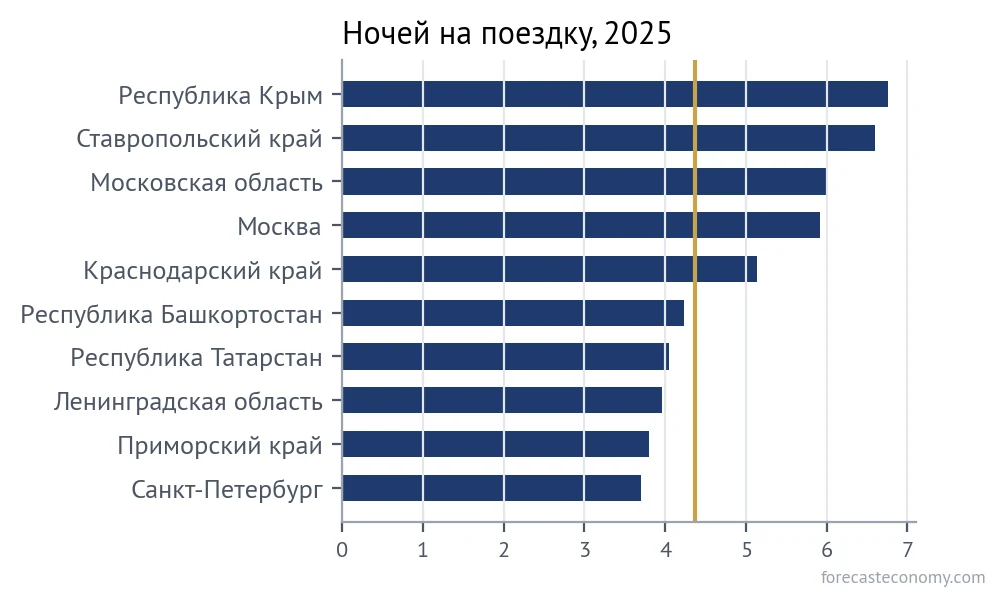 Ночей на поездку, 2025
Республика Крым
Ставропольский край
Московская область
Москва
Краснодарский край
Республика Башкортостан
Республика Татарстан
Ленинградская область
Приморский край
Санкт-Петербург
0 1 2 3 4 5 6 7
forecasteconomy.com